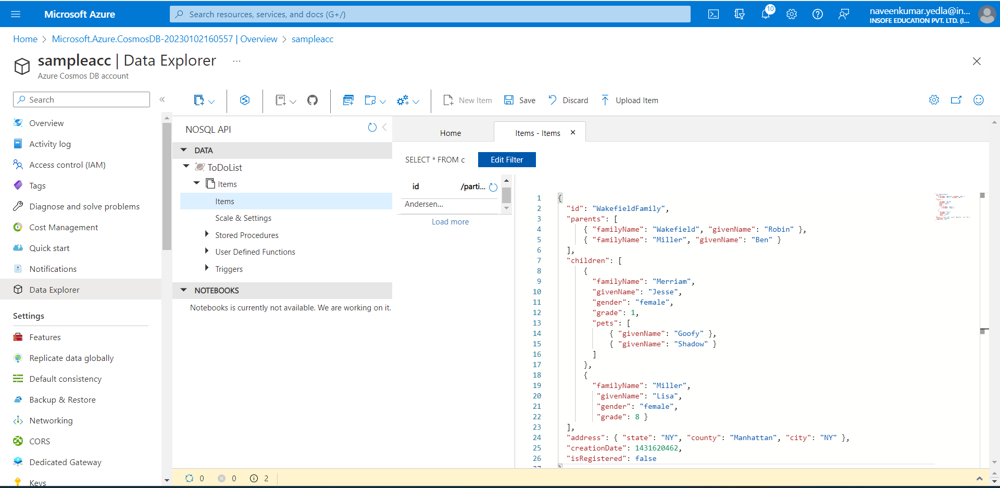 Microsoft Azure
Search resources, services, and docs (G+/)
10
naveenkumar.yedla@in...
INSOFE EDUCATION PVT. LTD. (I...
Home > Microsoft.Azure.CosmosDB-20230102160557 | Overview > sampleacc
sampleacc | Data Explorer ...
Azure Cosmos DB account
Search
«
New Item
Save
Discard
Upload Item
Overview
Activity log
Access control (IAM)
Tags
Diagnose and solve problems
Cost Management
Quick start
Notifications
Data Explorer
Settings
Features
Replicate data globally
Default consistency
Backup & Restore
Networking
CORS
Dedicated Gateway
Keys
NOSQL API
DATA
ToDoList
Items
Items
Scale & Settings
Stored Procedures
User Defined Functions
Triggers
NOTEBOOKS
Notebooks is currently not available. We are working on it.
Home
Items - Items
SELECT * FROM c
Edit Filter
id /parti...
Andersen...
Load more
1 {
2 "id": "WakefieldFamily",
3 "parents": [
4 { "familyName": "Wakefield", "givenName": "Robin" },
5 { "familyName": "Miller", "givenName": "Ben" }
6 ],
7 "children": [
8 {
9 "familyName": "Merriam",
10 "givenName": "Jesse",
11 "gender": "female",
12 "grade": 1,
13 "pets": [
14 { "givenName": "Goofy" },
15 { "givenName": "Shadow" }
16 ]
17 },
18 {
19 "familyName": "Miller",
20 "givenName": "Lisa",
21 "gender": "female",
22 "grade": 8 }
23 ],
24 "address": { "state": "NY", "county": "Manhattan", "city": "NY" },
25 "creationDate": 1431620462,
26 "isRegistered": false
27 }
0 0 2